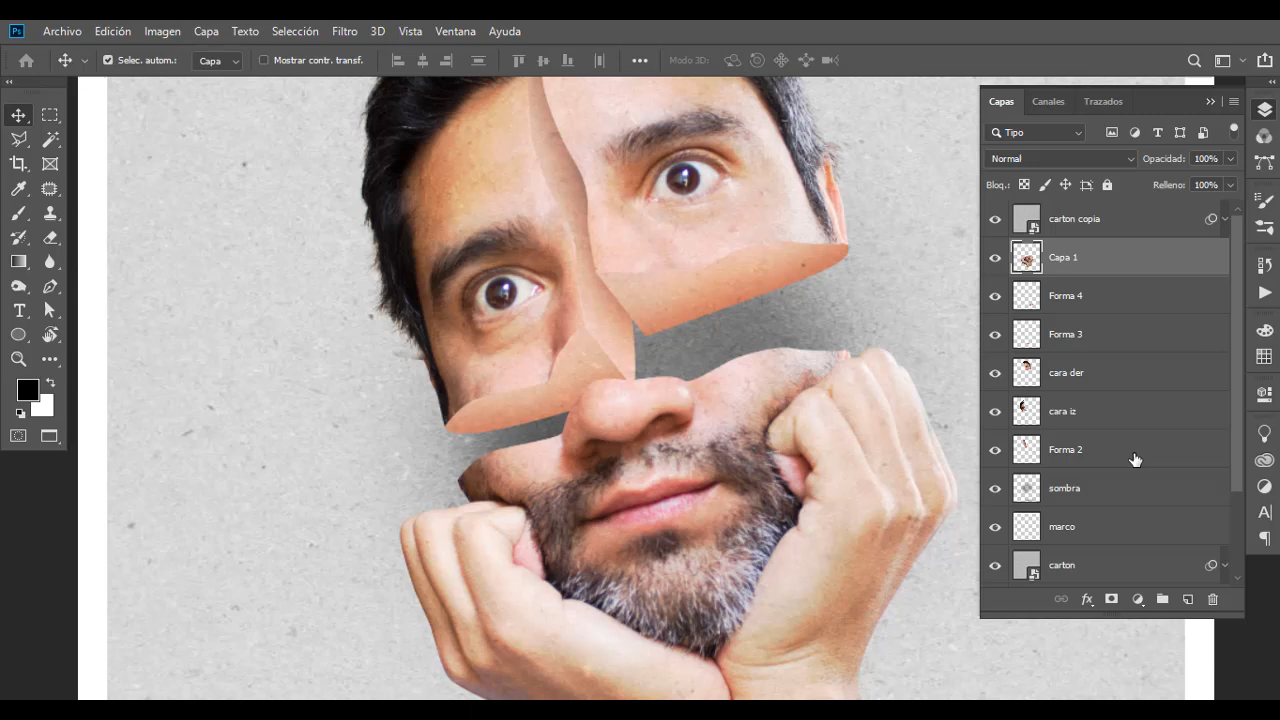 Ps Archivo Edición Imagen Capa Texto Selección Filtro 3D Vista Ventana Ayuda
Selec. autom.: Capa Mostrar contr. transf. Modo 3D:
Capas Canales Trazados
Tipo
Normal Opacidad: 100%
Bloq.: Relleno: 100%
carton copia
Capa 1
Forma 4
Forma 3
cara der
cara iz
Forma 2
sombra
marco
carton
fx